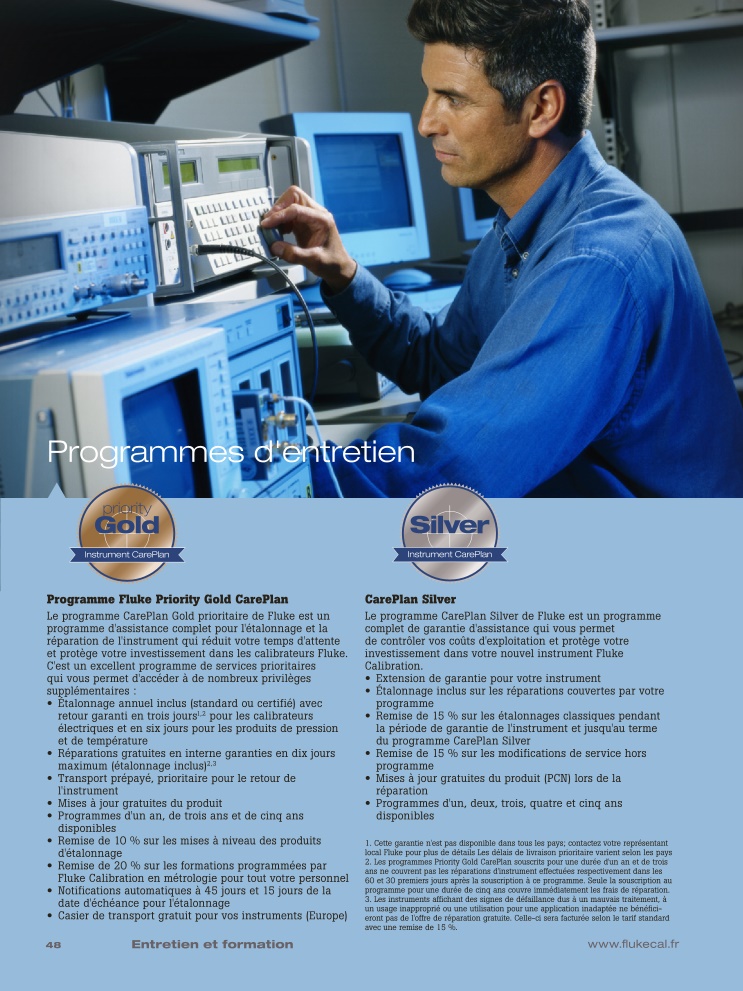 Programmes d'entretien
priority
Gold
Instrument CarePlan
Silver
Instrument CarePlan
Programme Fluke Priority Gold CarePlan
Le programme CarePlan Gold prioritaire de Fluke est un
programme d'assistance complet pour l'étalonnage et la
réparation de l'instrument qui réduit votre temps d'attente
et protège votre investissement dans les calibrateurs Fluke.
C'est un excellent programme de services prioritaires
qui vous permet d'accéder à de nombreux privilèges
supplémentaires :
• Étalonnage annuel inclus (standard ou certifié) avec
retour garanti en trois jours1,2 pour les calibrateurs
électriques et en six jours pour les produits de pression
et de température
• Réparations gratuites en interne garanties en dix jours
maximum (étalonnage inclus)2,3
• Transport prépayé, prioritaire pour le retour de
l'instrument
• Mises à jour gratuites du produit
• Programmes d'un an, de trois ans et de cinq ans
disponibles
• Remise de 10 % sur les mises à niveau des produits
d'étalonnage
• Remise de 20 % sur les formations programmées par
Fluke Calibration en métrologie pour tout votre personnel
• Notifications automatiques à 45 jours et 15 jours de la
date d'échéance pour l'étalonnage
• Casier de transport gratuit pour vos instruments (Europe)
CarePlan Silver
Le programme CarePlan Silver de Fluke est un programme
complet de garantie d'assistance qui vous permet
de contrôler vos coûts d'exploitation et protège votre
investissement dans votre nouvel instrument Fluke
Calibration.
• Extension de garantie pour votre instrument
• Étalonnage inclus sur les réparations couvertes par votre
programme
• Remise de 15 % sur les étalonnages classiques pendant
la période de garantie de l'instrument et jusqu'au terme
du programme CarePlan Silver
• Remise de 15 % sur les modifications de service hors
programme
• Mises à jour gratuites du produit (PCN) lors de la
réparation
• Programmes d'un, deux, trois, quatre et cinq ans
disponibles
1. Cette garantie n'est pas disponible dans tous les pays; contactez votre représentant
local Fluke pour plus de détails Les délais de livraison prioritaire varient selon les pays
2. Les programmes Priority Gold CarePlan souscrits pour une durée d'un an et de trois
ans ne couvrent pas les réparations d'instrument effectuées respectivement dans les
60 et 30 premiers jours après la souscription à ce programme. Seule la souscription au
programme pour une durée de cinq ans couvre immédiatement les frais de réparation.
3. Les instruments affichant des signes de défaillance dus à un mauvais traitement, à
un usage inapproprié ou une utilisation pour une application inadaptée ne bénéfici-
eront pas de l'offre de réparation gratuite. Celle-ci sera facturée selon le tarif standard
avec une remise de 15 %.
48
Entretien et formation
www.flukecal.fr